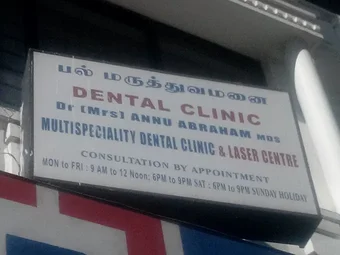 பல் மருத்துவமனை
DENTAL CLINIC
Dr (Mrs) ANNU ABRAHAM MDS
MULTISPECIALITY DENTAL CLINIC & LASER CENTRE
CONSULTATION BY APPOINTMENT
MON to FRI : 9 AM to 12 Noon; 6PM to 9PM SAT : 6PM to 9PM SUNDAY HOLIDAY